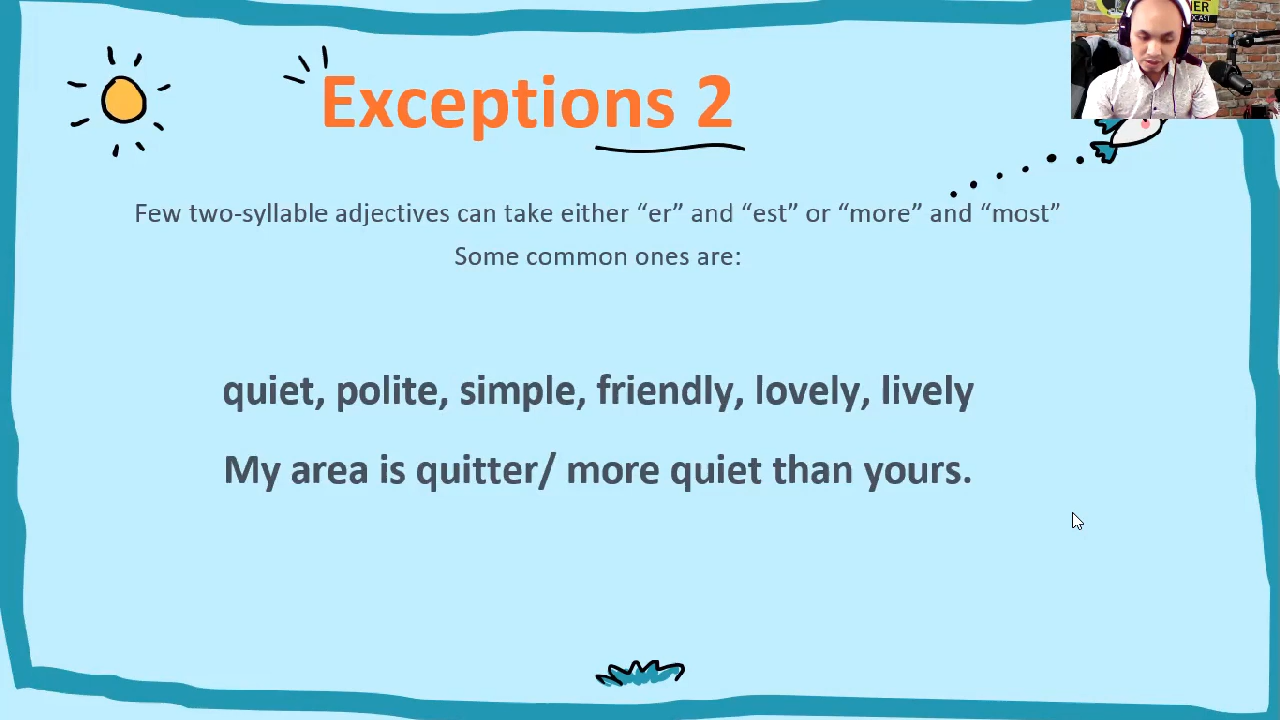 Exceptions 2
Few two-syllable adjectives can take either “er” and “est” or “more” and “most”
Some common ones are:
quiet, polite, simple, friendly, lovely, lively
My area is quitter/ more quiet than yours.